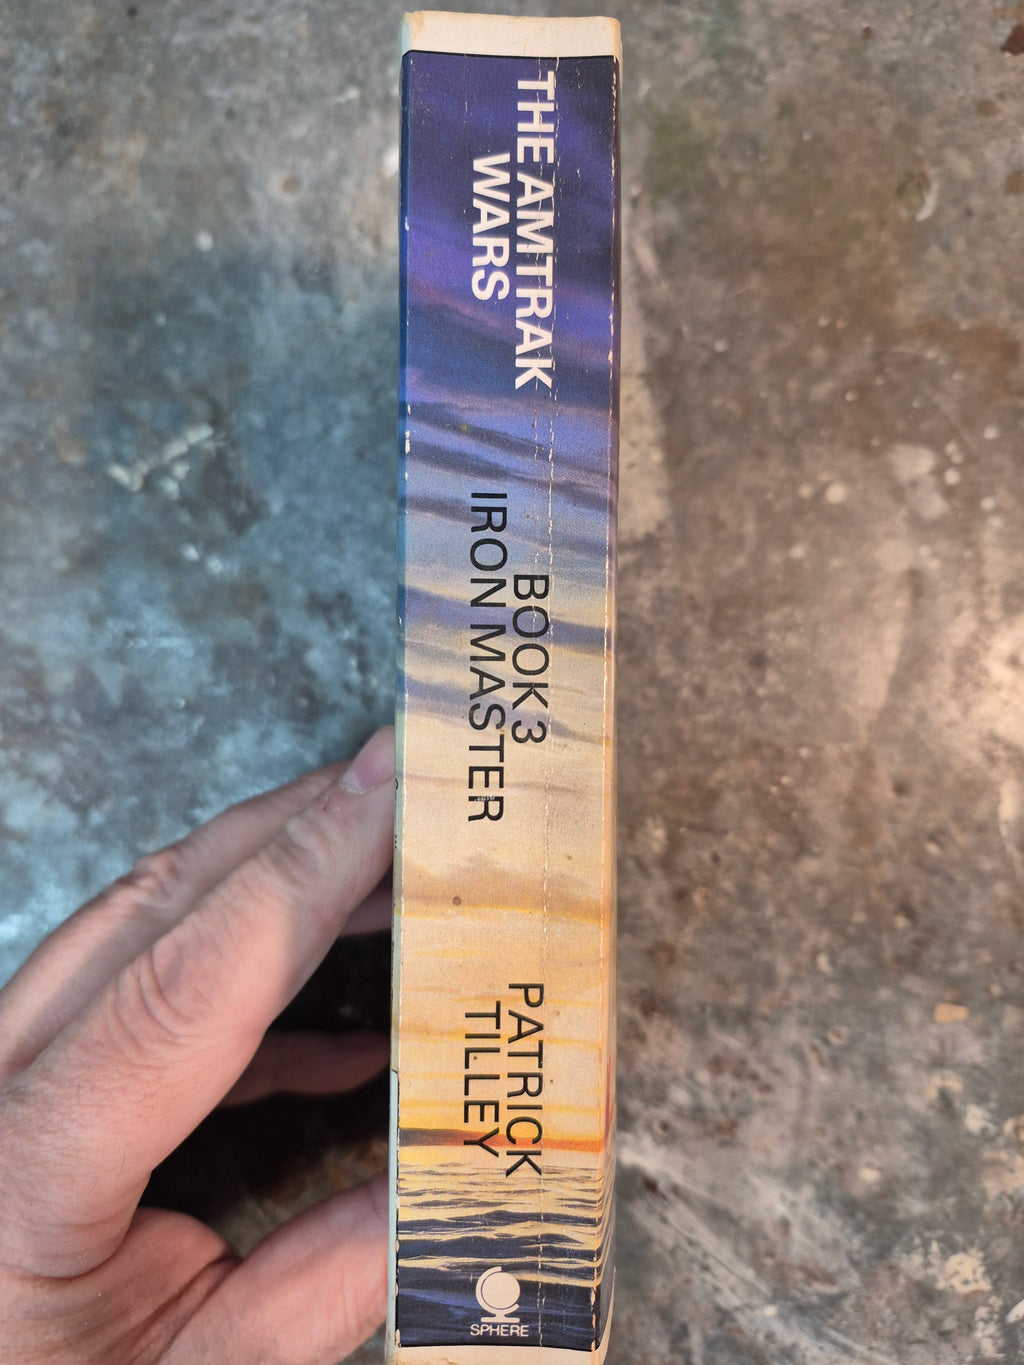 THE AMTRAK
WARS
BOOK 3
IRON MASTER
PATRICK
TILLEY
SPHERE